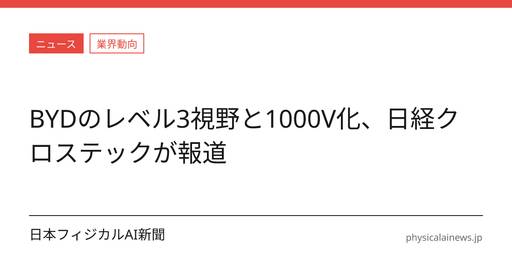 ニュース
業界動向
BYDのレベル3視野と1000V化、日経ク
ロステックが報道
日本フィジカルAI新聞
physicalainews.jp